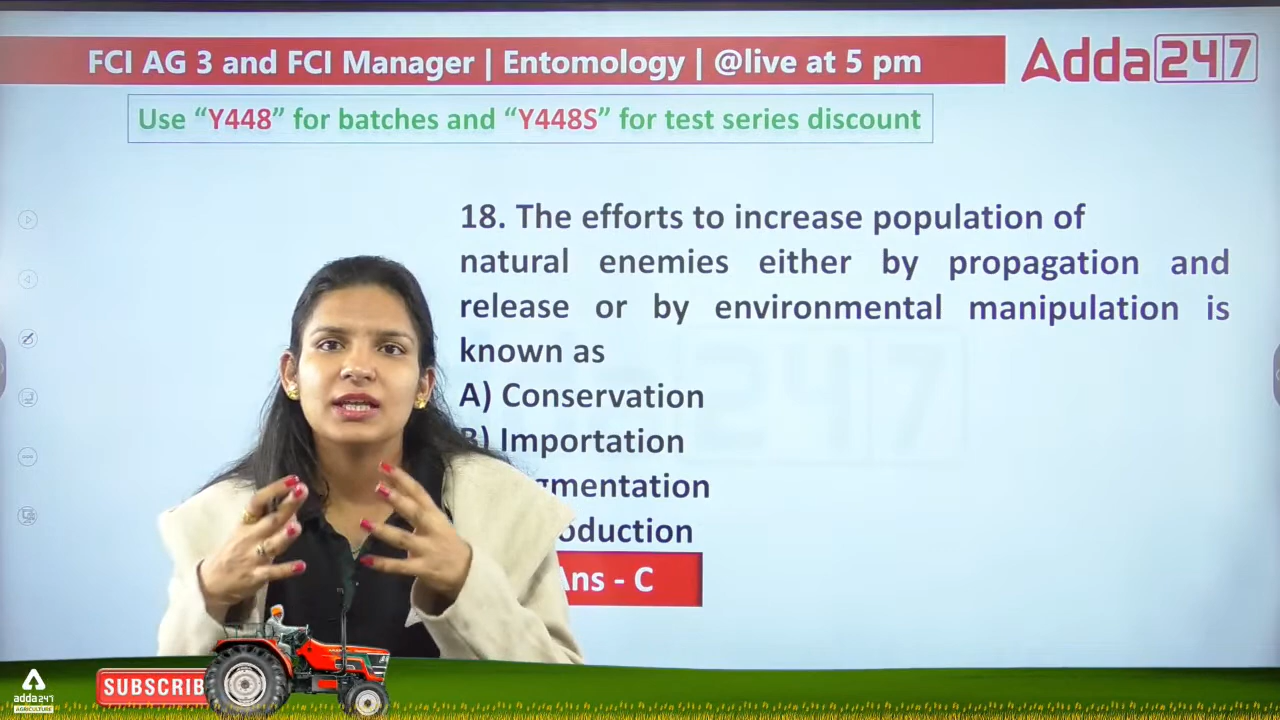 FCI AG 3 and FCI Manager | Entomology | @live at 5 pm
Adda247
Use “Y448” for batches and “Y448S” for test series discount
18. The efforts to increase population of
natural enemies either by propagation and
release or by environmental manipulation is
known as
A) Conservation
B) Importation
gmentation
oduction
Ans - C
SUBSCRIB
adda247
AGRICULTURE